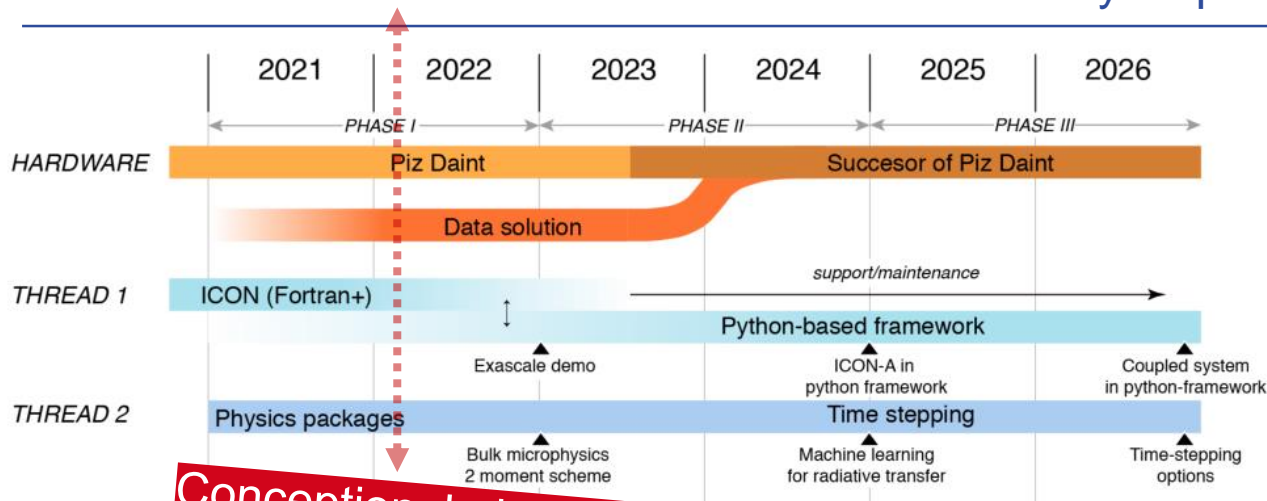 2021 2022 2023 2024 2025 2026
PHASE I PHASE II PHASE III
HARDWARE Piz Daint Succesor of Piz Daint
Data solution
support/maintenance
THREAD 1 ICON (Fortran+)
Python-based framework
Exascale demo ICON-A in Coupled system
python framework in python-framework
THREAD 2 Physics packages Time stepping
Bulk microphysics Machine learning Time-stepping
2 moment scheme for radiative transfer options